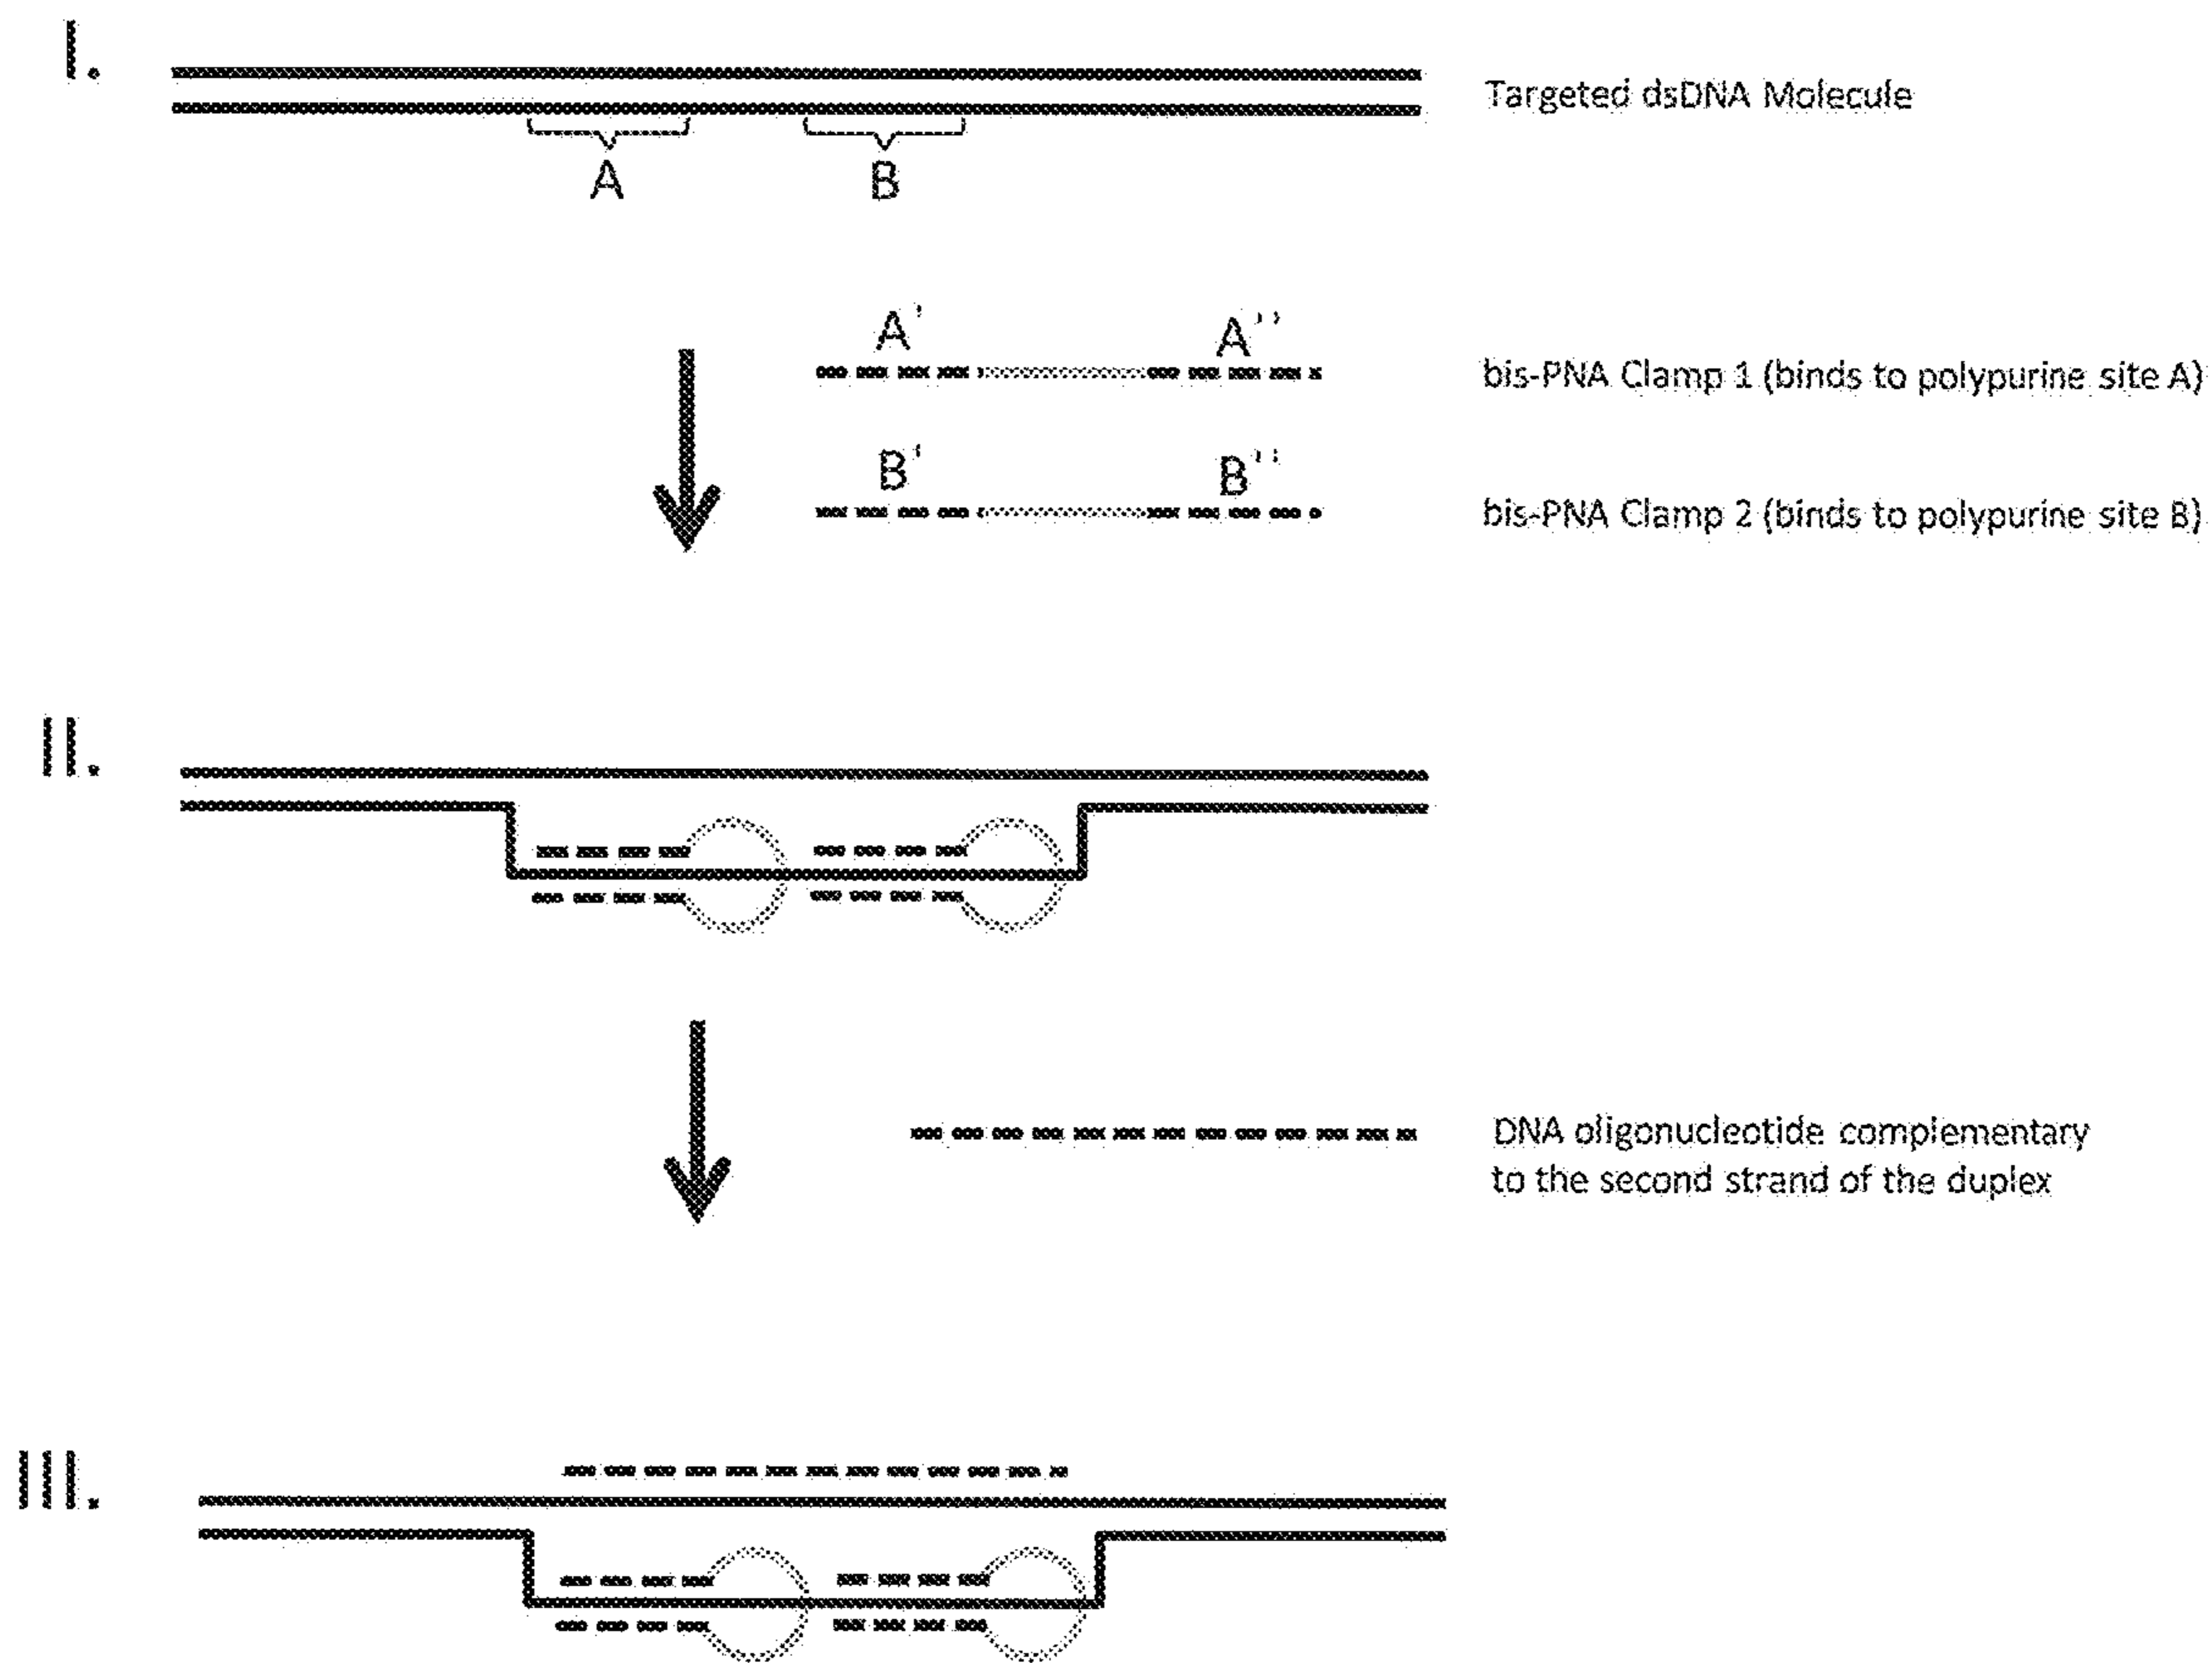 I.
Targeted dsDNA Molecule
A
B
A'
A''
bis-PNA Clamp 1 (binds to polypurine site A)
B'
B''
bis-PNA Clamp 2 (binds to polypurine site B)
II.
DNA oligonucleotide complementary
to the second strand of the duplex
III.